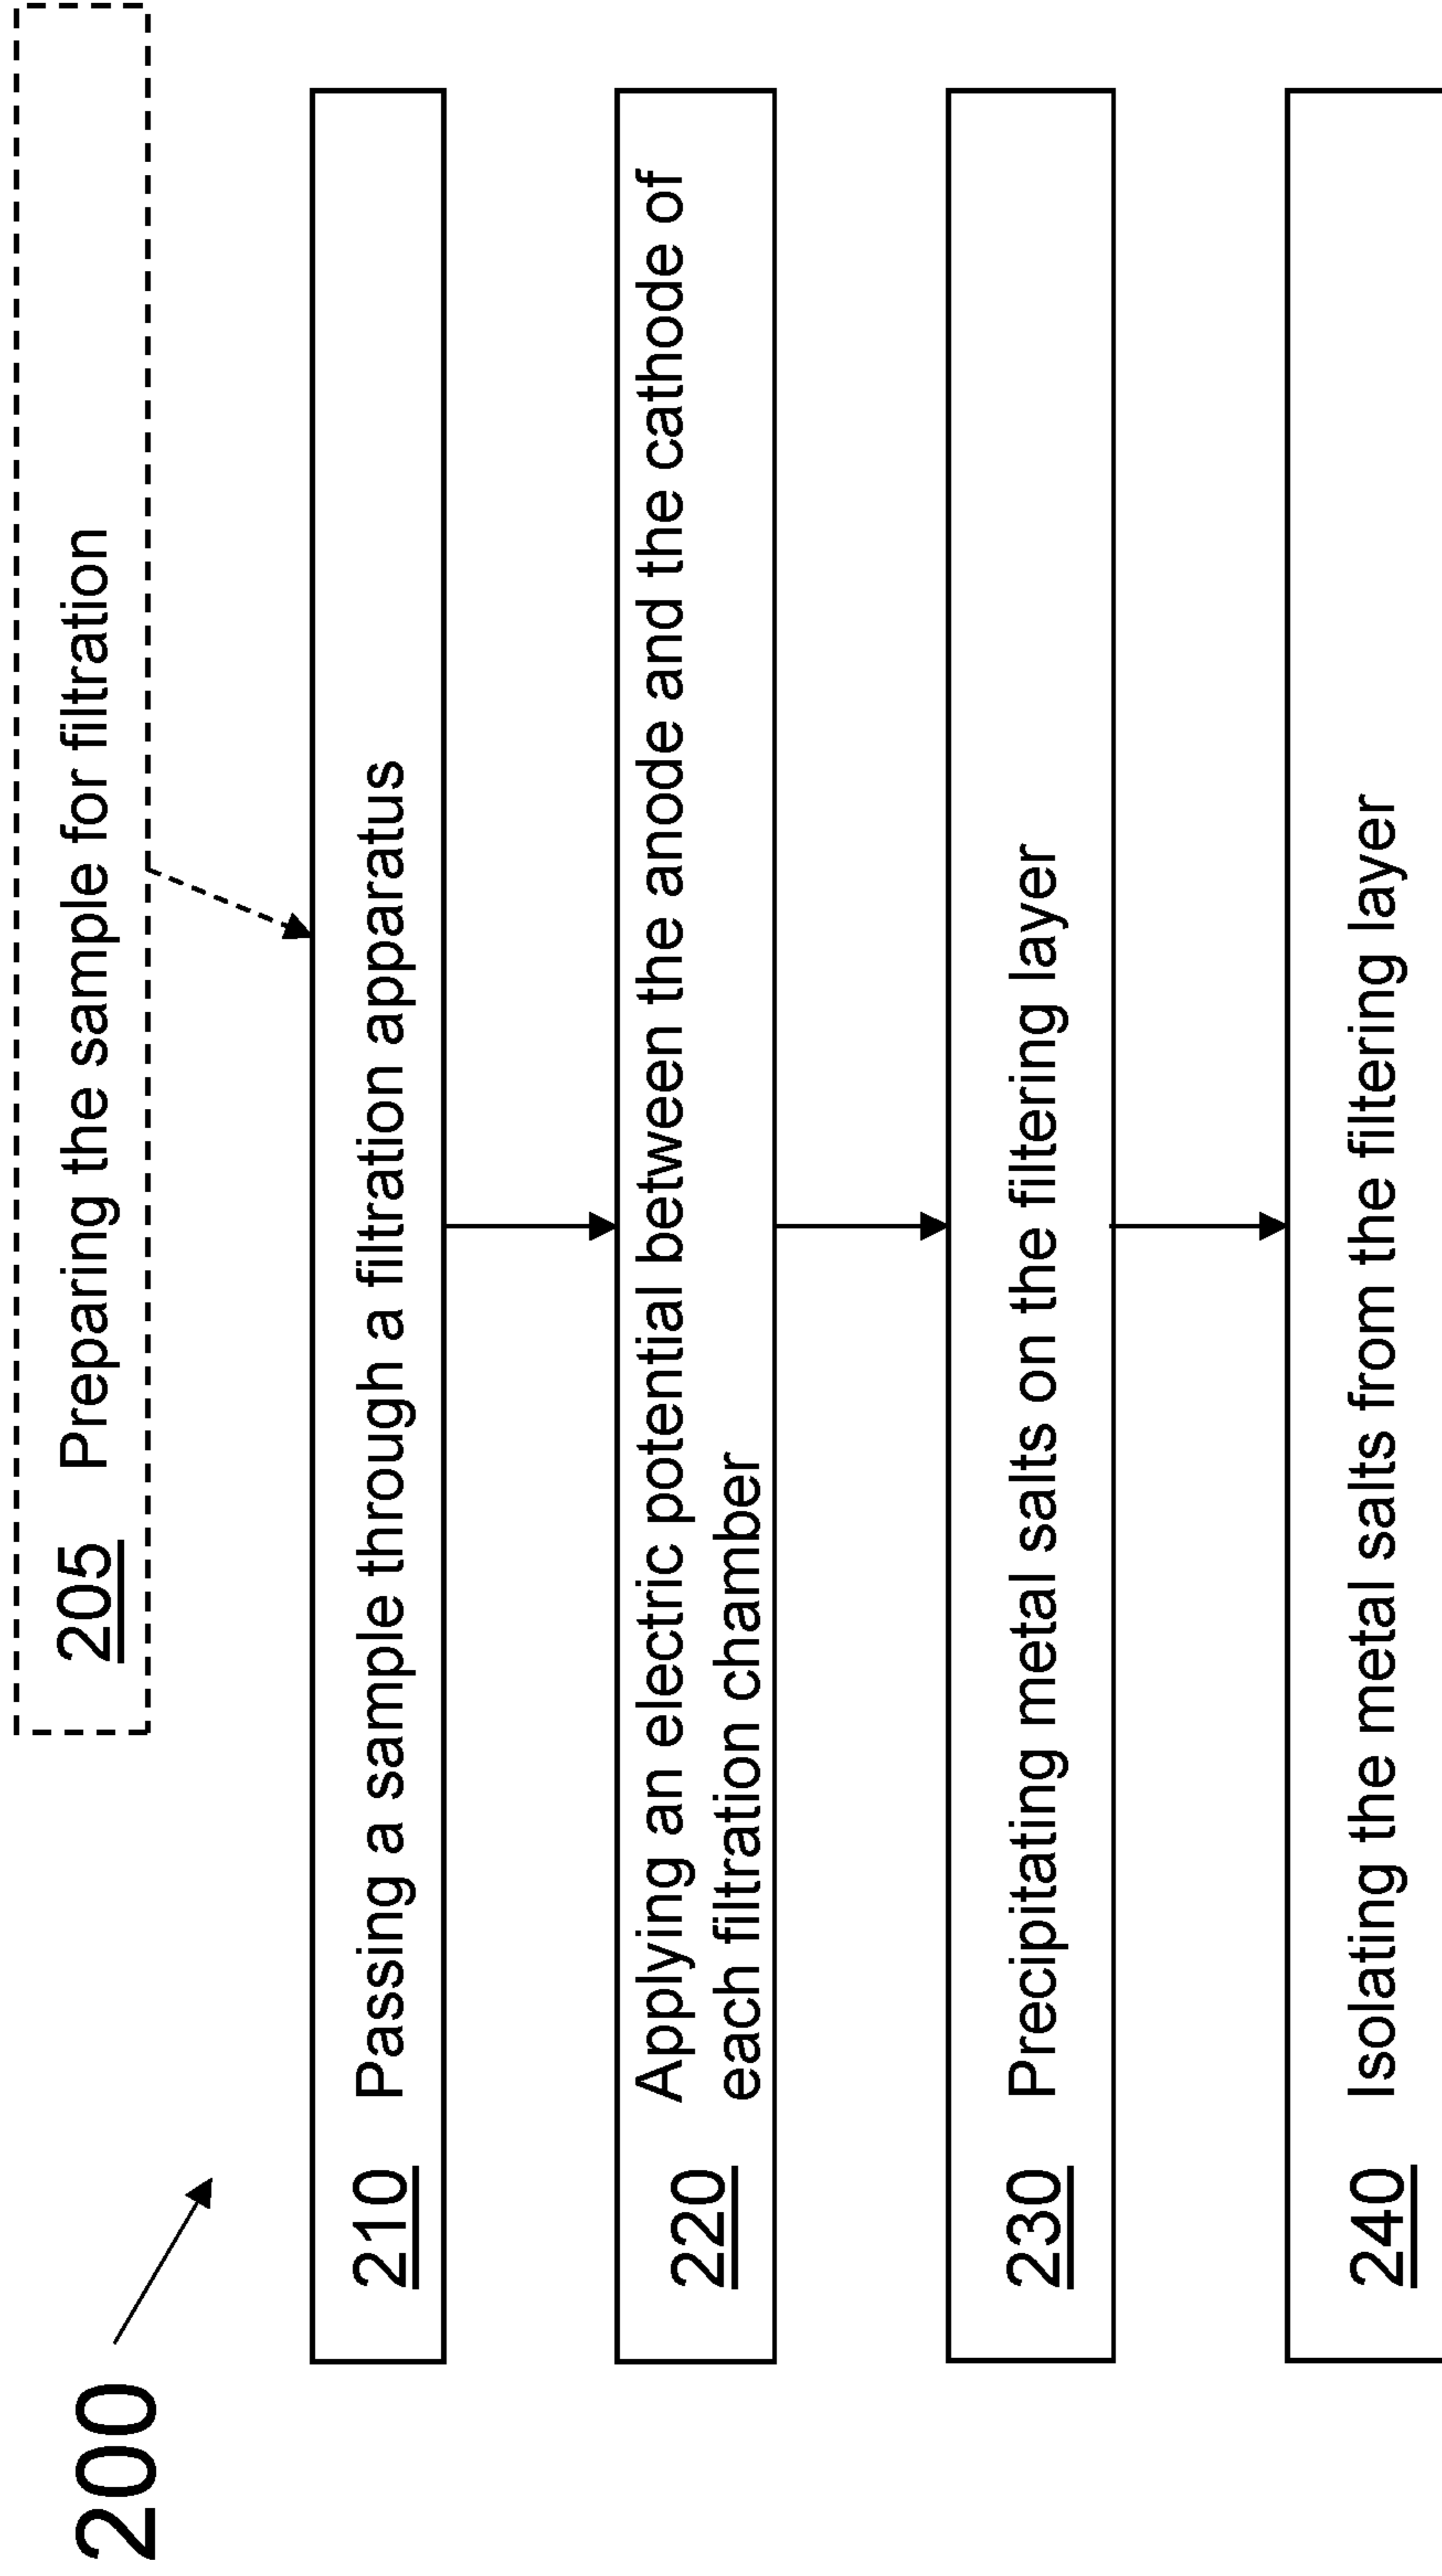 200
205 Preparing the sample for filtration
210 Passing a sample through a filtration apparatus
220 Applying an electric potential between the anode and the cathode of
each filtration chamber
230 Precipitating metal salts on the filtering layer
240 Isolating the metal salts from the filtering layer